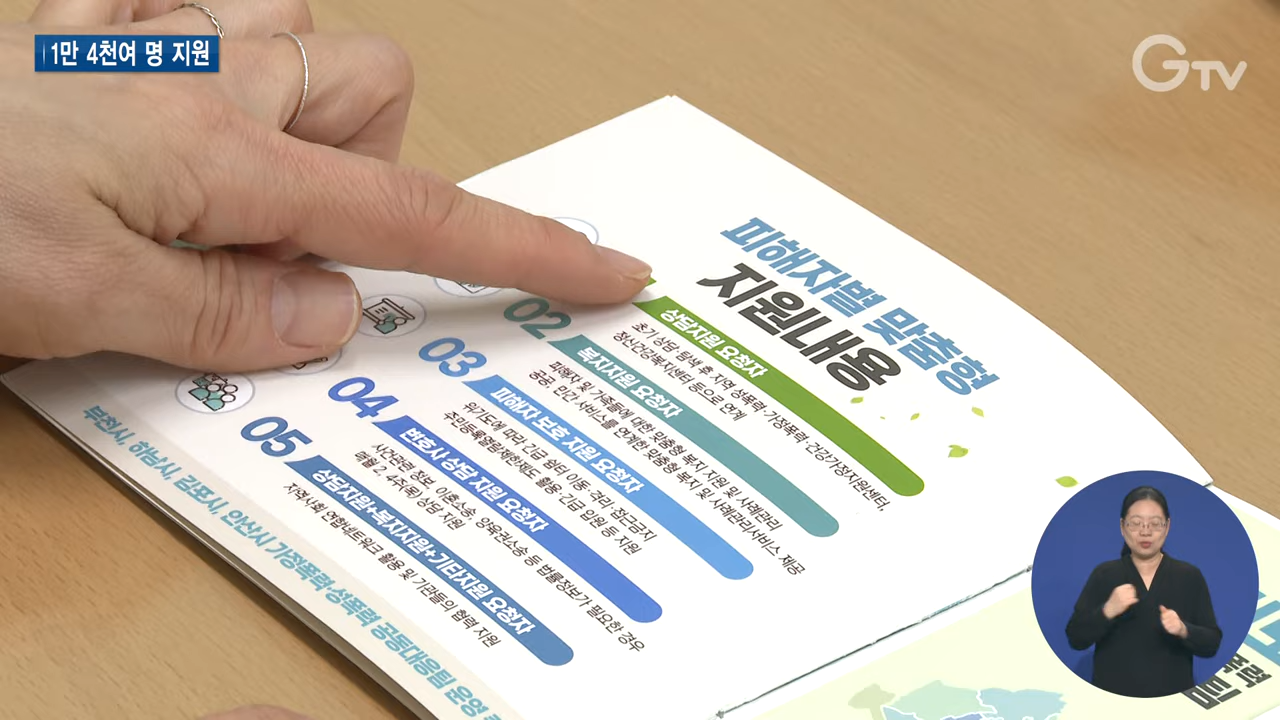 1만 4천여 명 지원
GTV
피해자별 맞춤형
지원내용
상담지원 요청자
초기 상담·탐색 후 지역 성폭력·가정폭력·건강가정지원센터,
정신건강복지센터 등으로 연계
02
복지지원 요청자
피해자 및 가족들에 대한 맞춤형 복지 지원 및 사례관리
공공, 민간 서비스를 연계한 맞춤형 복지 및 사례관리서비스 제공
03
피해자 보호 지원 요청자
위기도에 따라 긴급 쉼터 이동·격리·접근금지
주민등록열람제한제도 활용·긴급 입원 등 지원
04
변호사 상담 지원 요청자
사건관련 정보, 이혼소송, 양육권소송 등 법률정보가 필요한 경우
매월 2, 4주(목) 상담 지원
05
상담지원+복지지원+기타지원 요청자
지역사회 연합네트워크 활용 및 기관들의 협력 지원
부천시, 하남시, 김포시, 안산시 가정폭력·성폭력 공동대응팀 운영